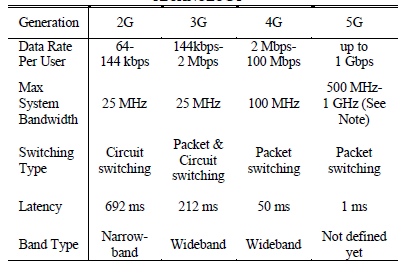 Generation 2G 3G 4G 5G
Data Rate 64- 144kbps- 2 Mbps- up to
Per User 144 kbps 2 Mbps 100 Mbps 1 Gbps
Max 500 MHz-
System 25 MHz 25 MHz 100 MHz 1 GHz (See
Bandwidth Note)
Packet &
Switching Circuit Circuit Packet Packet
Type switching switching switching switching
Latency 692 ms 212 ms 50 ms 1 ms
Band Type Narrow- Wideband Wideband Not defined
band yet